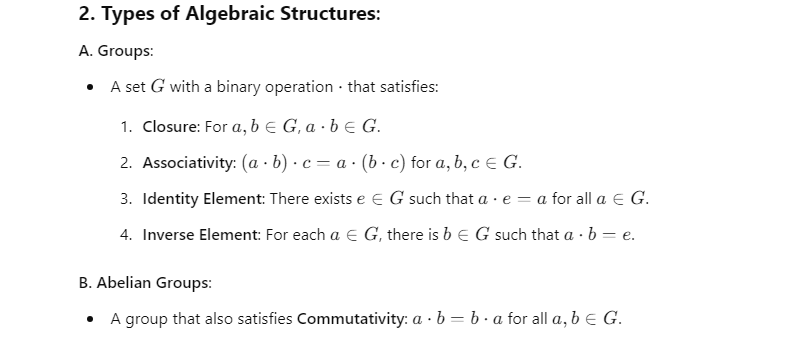 2. Types of Algebraic Structures:
A. Groups:
• A set G with a binary operation · that satisfies:
1. Closure: For a, b ∈ G, a · b ∈ G.
2. Associativity: (a · b) · c = a · (b · c) for a, b, c ∈ G.
3. Identity Element: There exists e ∈ G such that a · e = a for all a ∈ G.
4. Inverse Element: For each a ∈ G, there is b ∈ G such that a · b = e.
B. Abelian Groups:
• A group that also satisfies Commutativity: a · b = b · a for all a, b ∈ G.